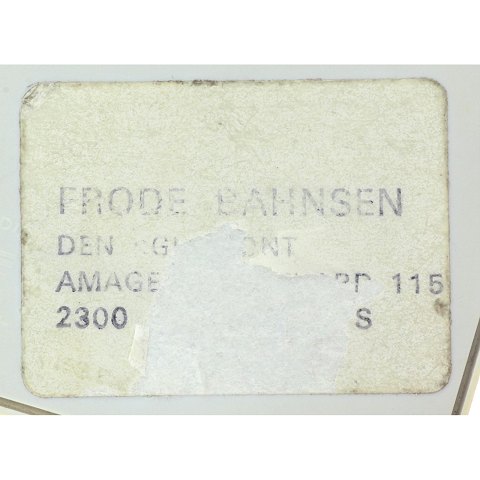 FRODE BAHNSEN
DEN
AMAGE 115
2300 S